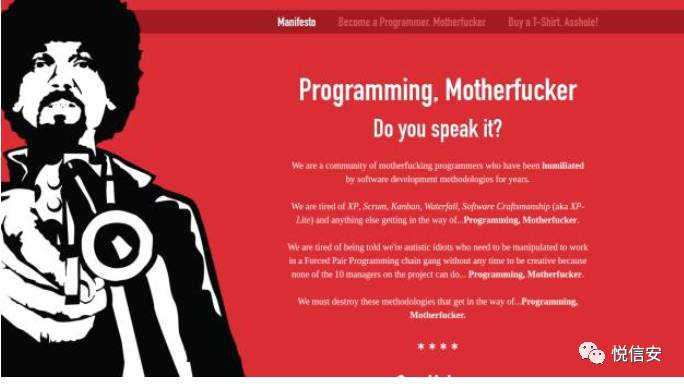 Manifesto Become a Programmer, Motherfucker Buy a T-Shirt, Asshole!
Programming, Motherfucker
Do you speak it?
We are a community of motherfucking programmers who have been humiliated
by software development methodologies for years.
We are tired of XP, Scrum, Kanban, Waterfall, Software Craftsmanship (aka XP-
Lite) and anything else getting in the way of...Programming, Motherfucker.
We are tired of being told we're autistic idiots who need to be manipulated to work
in a Forced Pair Programming chain gang without any time to be creative because
none of the 10 managers on the project can do... Programming, Motherfucker.
We must destroy these methodologies that get in the way of...Programming,
Motherfucker.
* * * *
悦信安